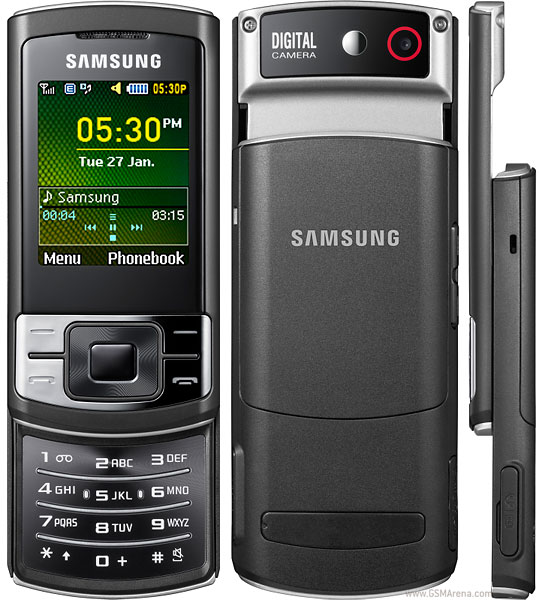 SAMSUNG
05:30P
05:30PM
Tue 27 Jan.
Samsung
00:04 03:15
Menu Phonebook
1 2ABC 3DEF
4GHI 5JKL 6MNO
7PQRS 8TUV 9WXYZ
* 0 + #
DIGITAL
CAMERA
SAMSUNG
www.GSMArena.com